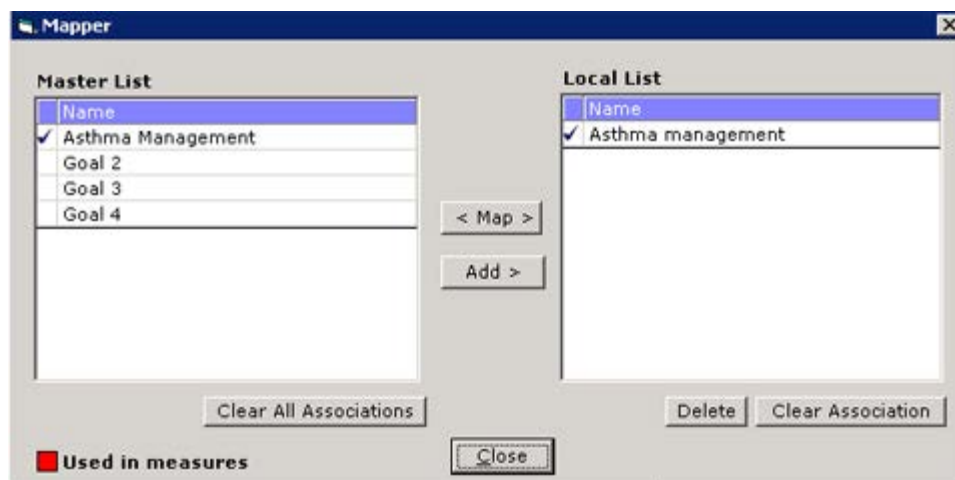 Mapper
Master List
Name
Asthma Management
Goal 2
Goal 3
Goal 4
Clear All Associations
< Map >
Add >
Local List
Name
Asthma management
Delete
Clear Association
Used in measures
Close